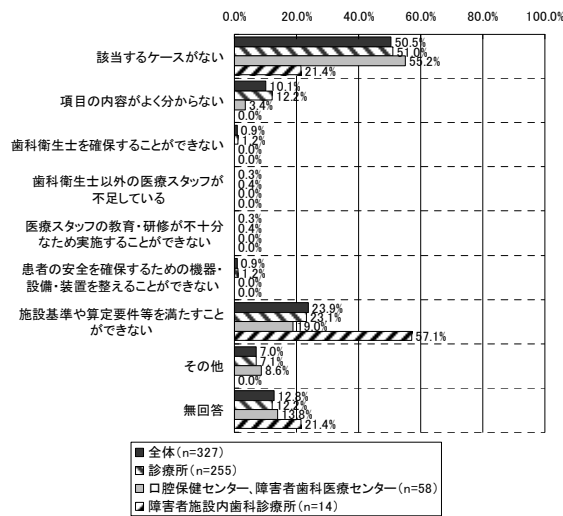 0.0% 20.0% 40.0% 60.0% 80.0% 100.0%
該当するケースがない
50.5%
51.0%
55.2%
21.4%
項目の内容がよく分からない
10.1%
12.2%
3.4%
0.0%
歯科衛生士を確保することができない
0.9%
1.2%
0.0%
0.0%
歯科衛生士以外の医療スタッフが
不足している
0.3%
0.4%
0.0%
0.0%
医療スタッフの教育・研修が不十分
なため実施することができない
0.3%
0.4%
0.0%
0.0%
患者の安全を確保するための機器・
設備・装置を整えることができない
0.9%
1.2%
0.0%
0.0%
施設基準や算定要件等を満たすこと
ができない
23.9%
23.1%
19.0%
57.1%
その他
7.0%
7.1%
8.6%
0.0%
無回答
12.8%
12.2%
13.8%
21.4%
全体(n=327)
診療所(n=255)
口腔保健センター、障害者歯科医療センター(n=58)
障害者施設内歯科診療所(n=14)